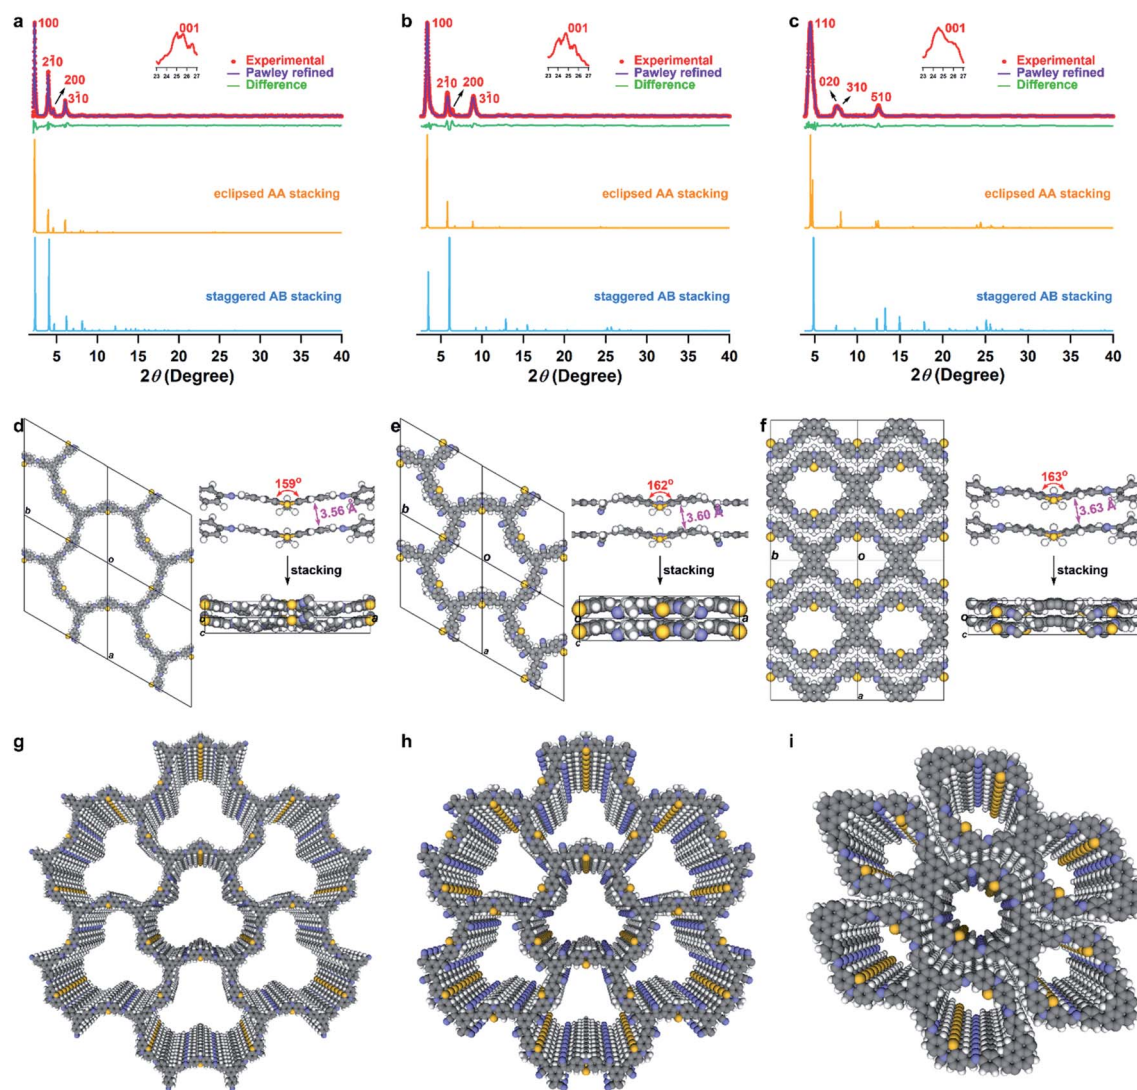 a
100
001
2̄10
200
3̄10
23 24 25 26 27
Experimental
Pawley refined
Difference
eclipsed AA stacking
staggered AB stacking
5 10 15 20 25 30 35 40
2θ (Degree)
b
100
001
2̄10
200
3̄10
23 24 25 26 27
Experimental
Pawley refined
Difference
eclipsed AA stacking
staggered AB stacking
5 10 15 20 25 30 35 40
2θ (Degree)
c
110
001
020
310
510
23 24 25 26 27
Experimental
Pawley refined
Difference
eclipsed AA stacking
staggered AB stacking
5 10 15 20 25 30 35 40
2θ (Degree)
d
b
o
a
159°
3.56 Å
stacking
a
c
e
b
o
a
162°
3.60 Å
stacking
o
a
c
f
b
o
a
163°
3.63 Å
stacking
o
a
c
g
h
i